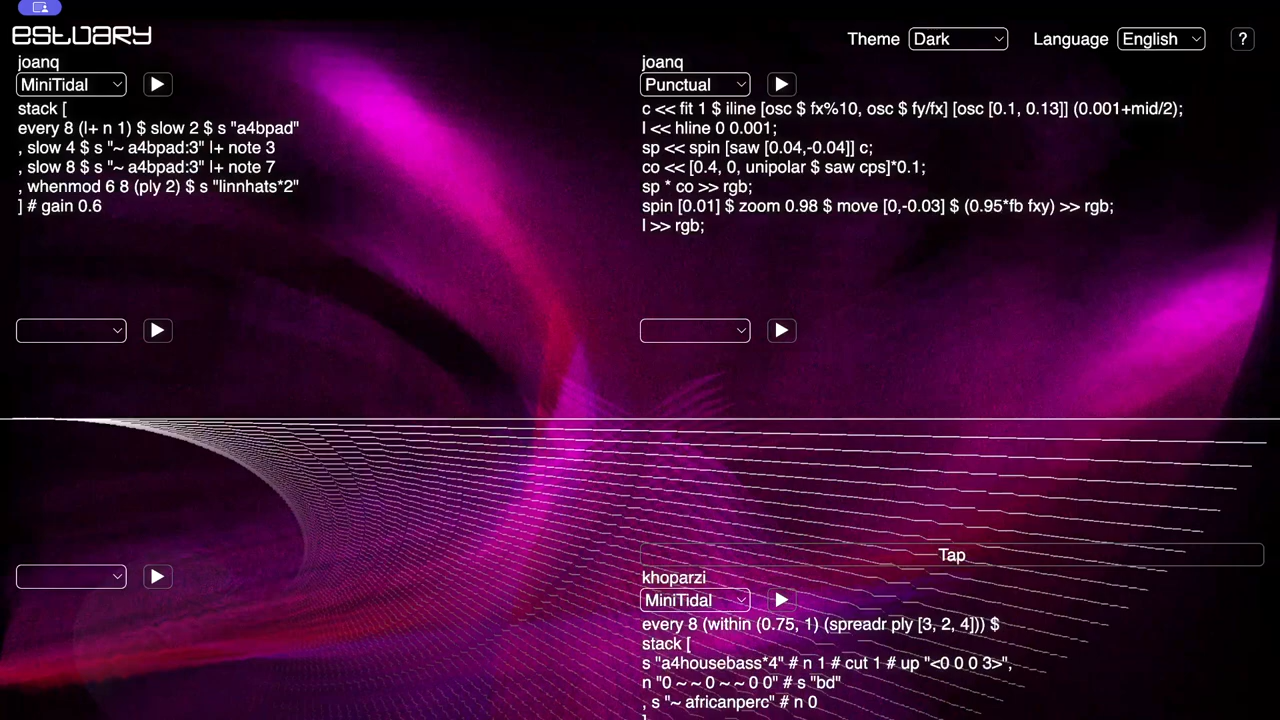 estuary
Theme Dark Language English ?
joanq
MiniTidal
stack [
every 8 (|+ n 1) $ slow 2 $ s "a4bpad"
, slow 4 $ s "~ a4bpad:3" |+ note 3
, slow 8 $ s "~ a4bpad:3" |+ note 7
, whenmod 6 8 (ply 2) $ s "linnhats*2"
] # gain 0.6
joanq
Punctual
c << fit 1 $ iline [osc $ fx%10, osc $ fy/fx] [osc [0.1, 0.13]] (0.001+mid/2);
l << hline 0 0.001;
sp << spin [saw [0.04,-0.04]] c;
co << [0.4, 0, unipolar $ saw cps]*0.1;
sp * co >> rgb;
spin [0.01] $ zoom 0.98 $ move [0,-0.03] $ (0.95*fb fxy) >> rgb;
l >> rgb;
Tap
khoparzi
MiniTidal
every 8 (within (0.75, 1) (spreadr ply [3, 2, 4])) $
stack [
s "a4housebass*4" # n 1 # cut 1 # up "<0 0 0 3>",
n "0 ~ ~ 0 ~ ~ 0 0" # s "bd"
, s "~ africanperc" # n 0